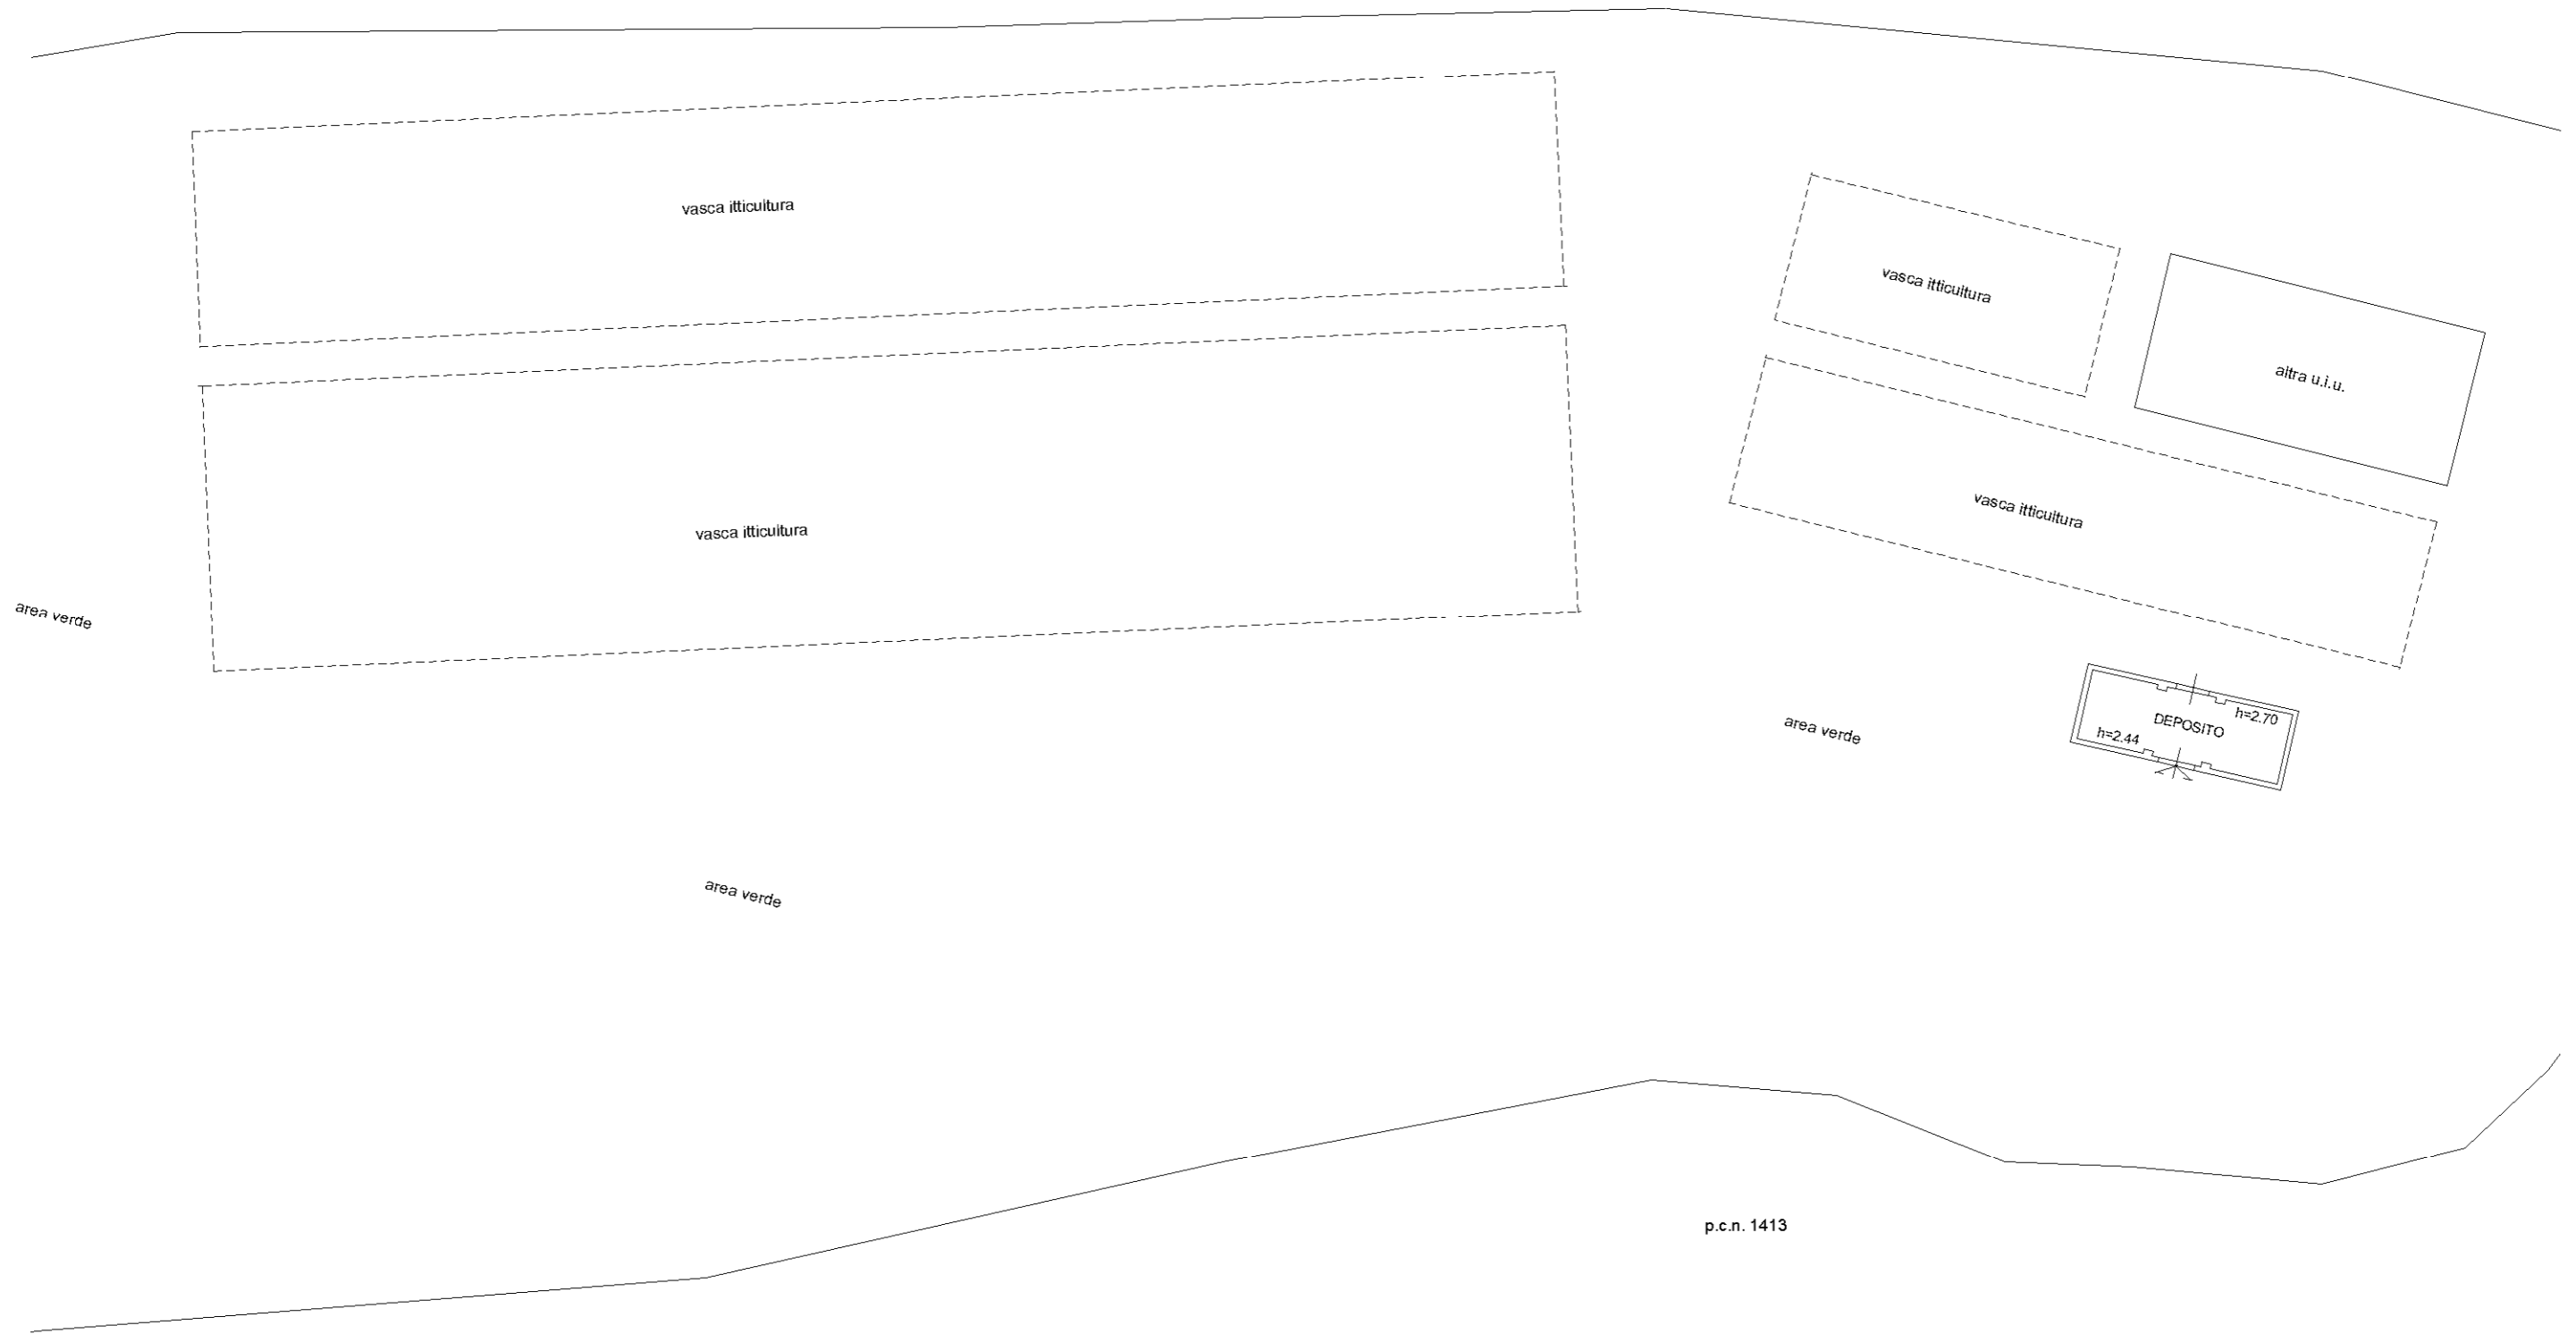 vasca itticultura
vasca itticultura
altra u.i.u.
vasca itticultura
vasca itticultura
area verde
area verde
h=2.70
DEPOSITO
h=2.44
area verde
p.c.n. 1413